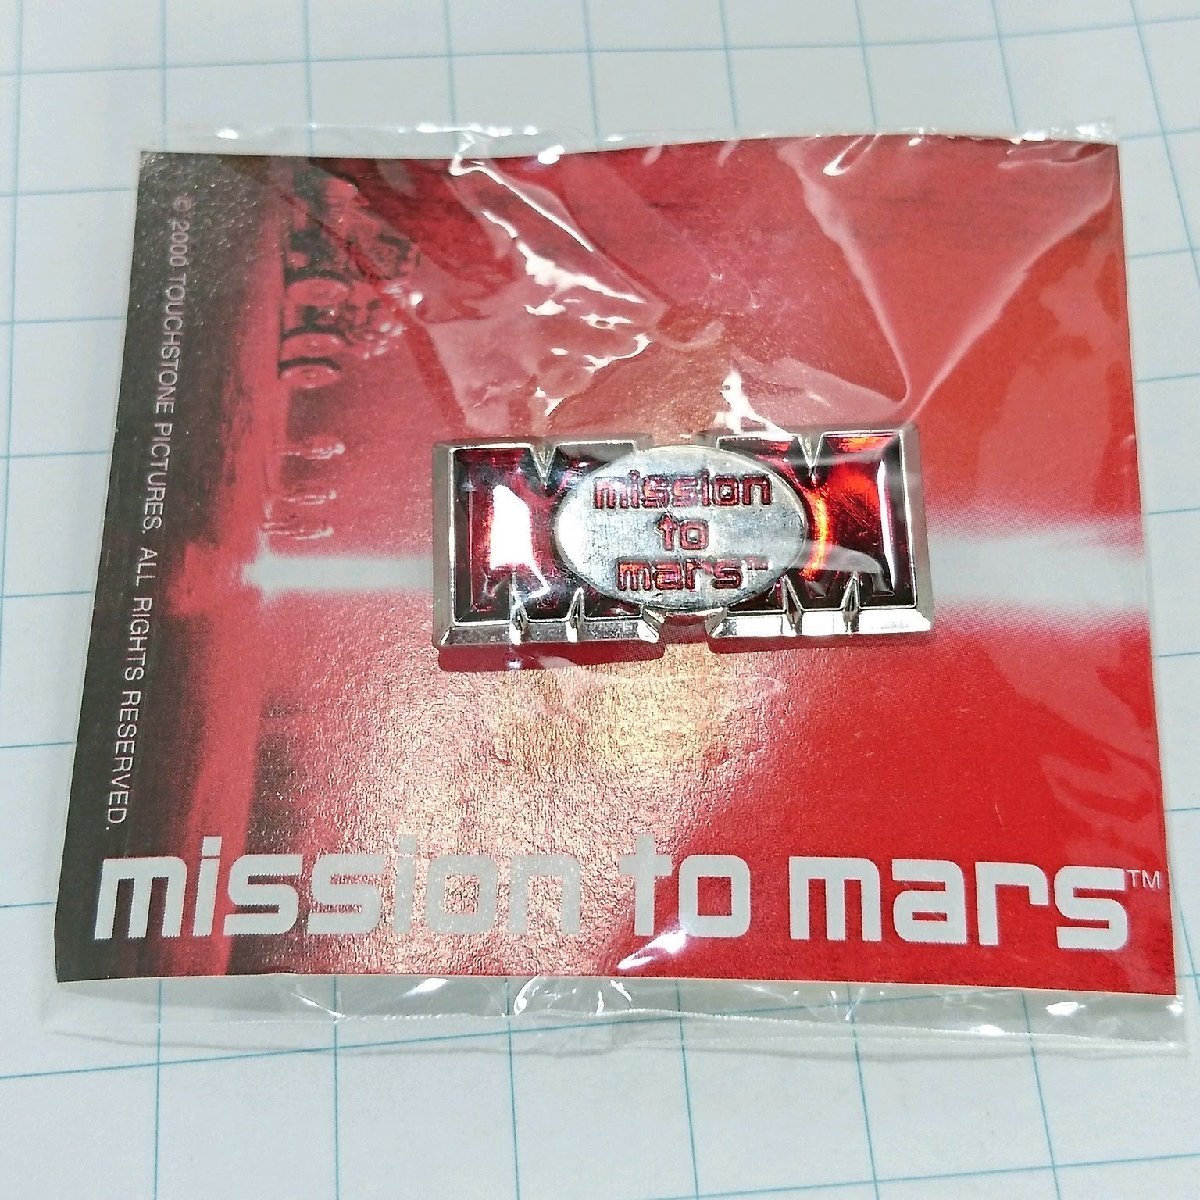 © 2000 TOUCHSTONE PICTURES. ALL RIGHTS RESERVED.
mission
to
mars™
mission to mars™